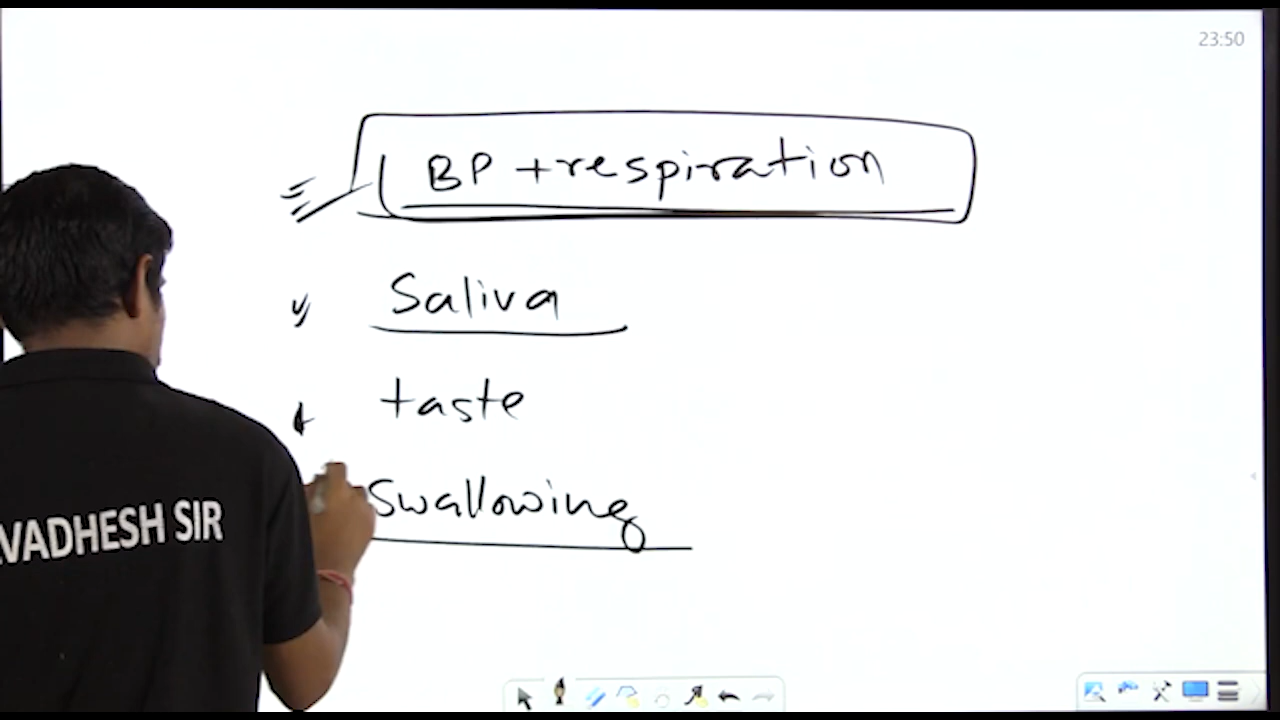 23:50
BP + respiration
Saliva
taste
Swallowing
VADHESH SIR